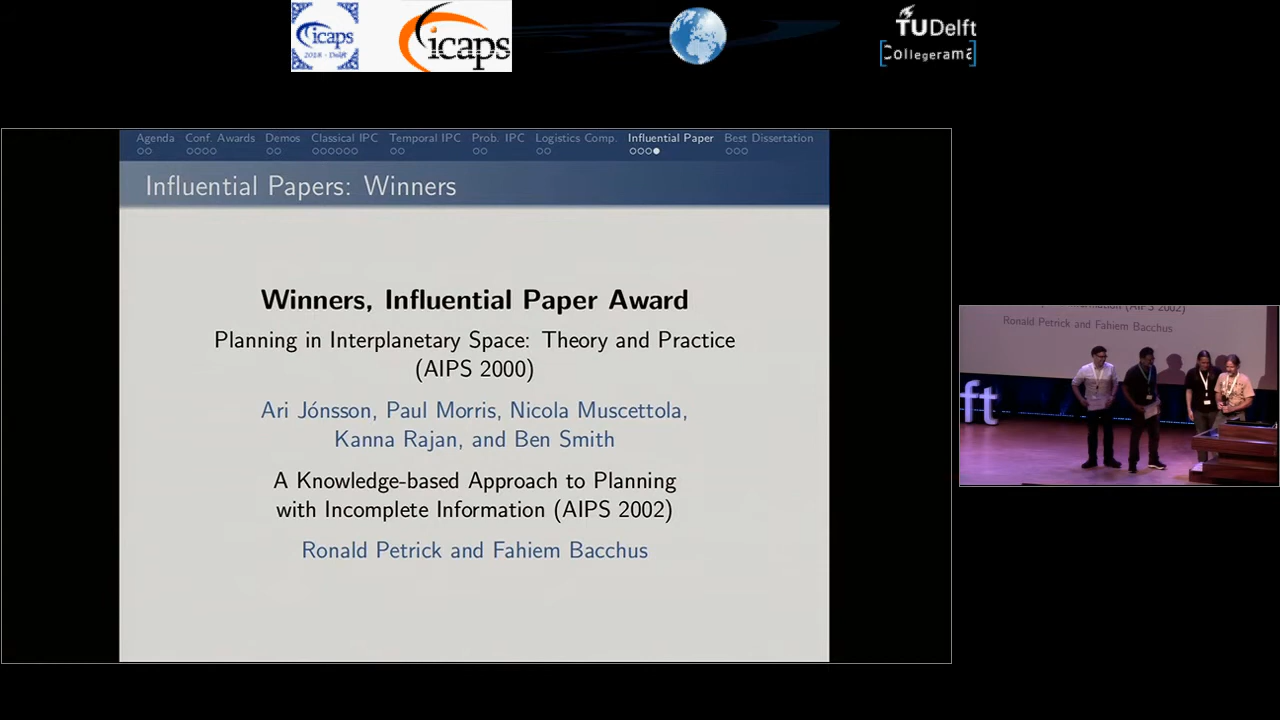 icaps
2018 - Delft
icaps
TUDelft
Collegerama
Agenda Conf. Awards Demos Classical IPC Temporal IPC Prob. IPC Logistics Comp. Influential Paper Best Dissertation
Influential Papers: Winners
Winners, Influential Paper Award
Planning in Interplanetary Space: Theory and Practice
(AIPS 2000)
Ari Jónsson, Paul Morris, Nicola Muscettola,
Kanna Rajan, and Ben Smith
A Knowledge-based Approach to Planning
with Incomplete Information (AIPS 2002)
Ronald Petrick and Fahiem Bacchus
(AIPS 2002)
Ronald Petrick and Fahiem Bacchus
ft